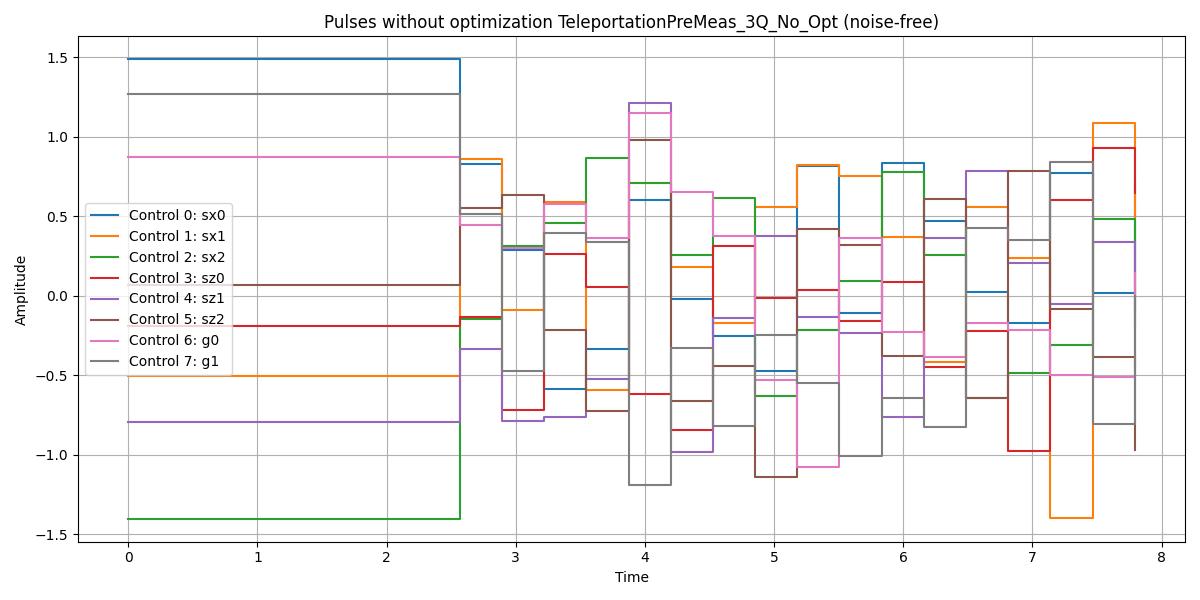 Pulses without optimization TeleportationPreMeas_3Q_No_Opt (noise-free)
Amplitude
1.5
1.0
0.5
0.0
−0.5
−1.0
−1.5
Control 0: sx0
Control 1: sx1
Control 2: sx2
Control 3: sz0
Control 4: sz1
Control 5: sz2
Control 6: g0
Control 7: g1
0 1 2 3 4 5 6 7 8
Time